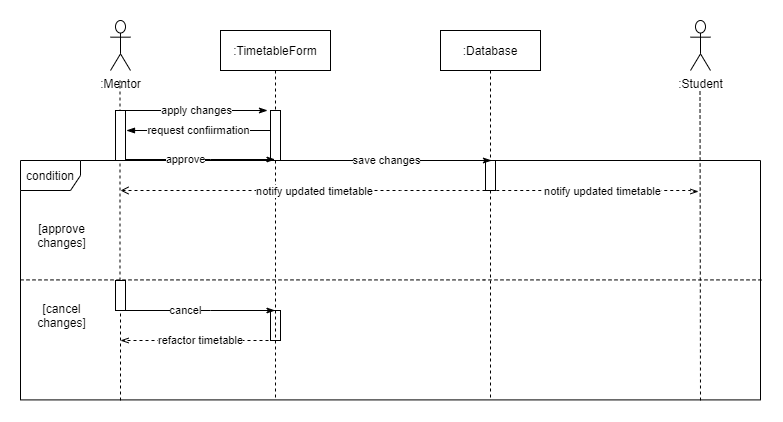 :TimetableForm
:Database
:Mentor
:Student
apply changes
request confiirmation
approve
save changes
condition
notify updated timetable
notify updated timetable
[approve
changes]
[cancel
changes]
cancel
refactor timetable